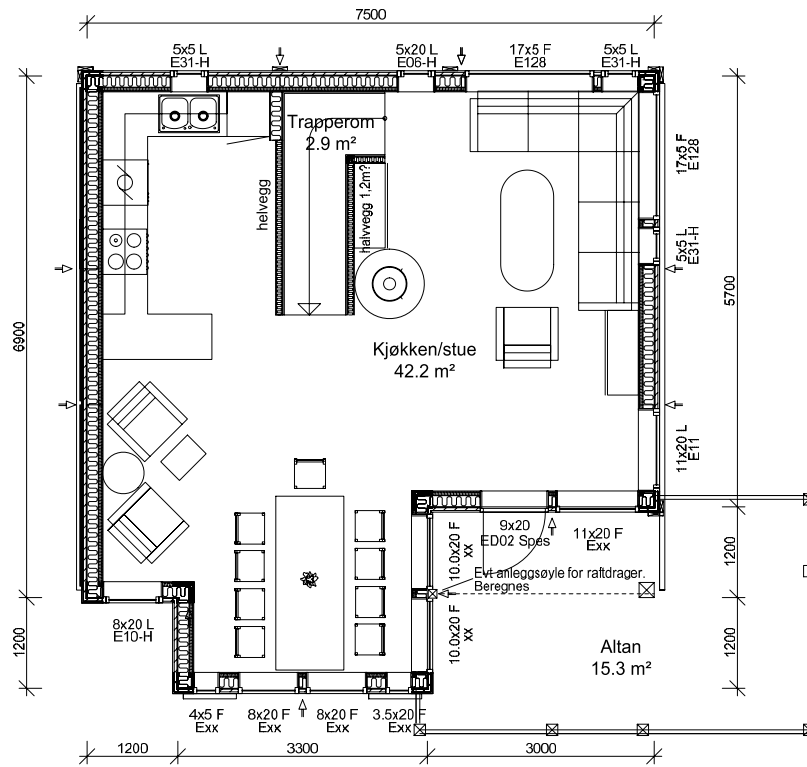 7500
5x5 L
E31-H
5x20 L
E06-H
17x5 F
E128
5x5 L
E31-H
Trapperom
2.9 m²
17x5 F
E128
helvegg
halvvegg 1,2m?
5x5 L
E31-H
5700
6900
Kjøkken/stue
42.2 m²
11x20 L
E11
9x20
ED02 Spes
11x20 F
Exx
10.0x20 F
xx
1200
Evt anleggsøyle for raftdrager.
Beregnes
8x20 L
E10-H
1200
10.0x20 F
xx
Altan
15.3 m²
1200
4x5 F
Exx
8x20 F
Exx
8x20 F
Exx
3.5x20 F
Exx
1200
3300
3000